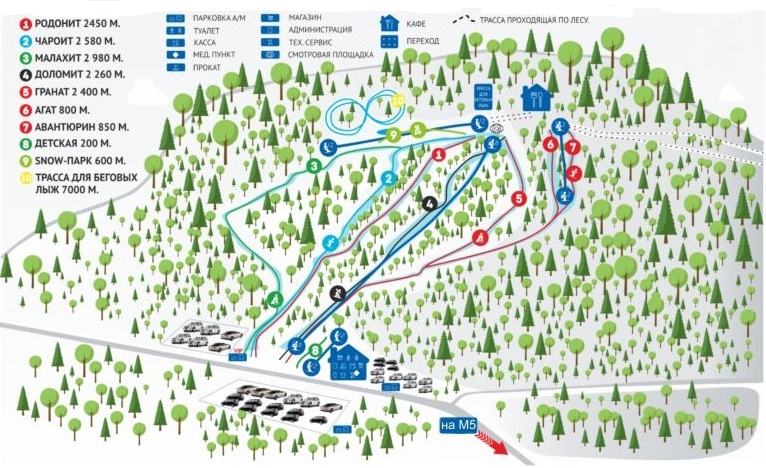 1 РОДОНИТ 2450 М.
2 ЧАРОИТ 2 580 М.
3 МАЛАХИТ 2 980 М.
4 ДОЛОМИТ 2 260 М.
5 ГРАНАТ 2 400 М.
6 АГАТ 800 М.
7 АВАНТЮРИН 850 М.
8 ДЕТСКАЯ 200 М.
9 SNOW-ПАРК 600 М.
10 ТРАССА ДЛЯ БЕГОВЫХ
ЛЫЖ 7000 М.
ПАРКОВКА А/М
ТУАЛЕТ
КАССА
МЕД. ПУНКТ
ПРОКАТ
МАГАЗИН
АДМИНИСТРАЦИЯ
ТЕХ. СЕРВИС
СМОТРОВАЯ ПЛОЩАДКА
КАФЕ
ПЕРЕХОД
ТРАССА ПРОХОДЯЩАЯ ПО ЛЕСУ.
ТРАССА
ДЛЯ
БЕГОВЫХ
ЛЫЖ
10
9
3
2
1
4
5
6
7
8
VIP
на М5